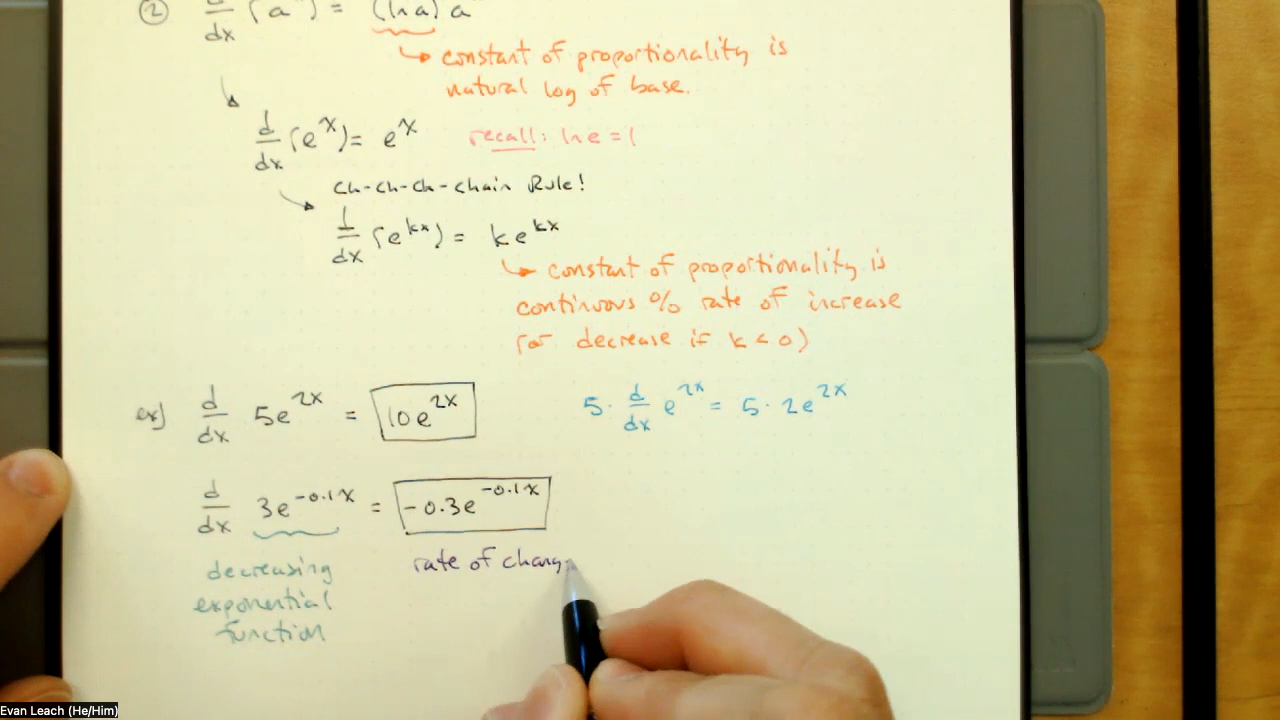 ② d/dx (a^x) = (ln a) a^x
↳ constant of proportionality is
natural log of base.
d/dx (e^x) = e^x recall: ln e = 1
Ch-Ch-Ch-chain Rule!
d/dx (e^kx) = k e^kx
↳ constant of proportionality is
continuous % rate of increase
(or decrease if k < 0)
ex) d/dx 5e^2x = 10e^2x 5 · d/dx e^2x = 5 · 2e^2x
d/dx 3e^-0.1x = -0.3e^-0.1x
decreasing rate of chang
exponential
function
Evan Leach (He/Him)